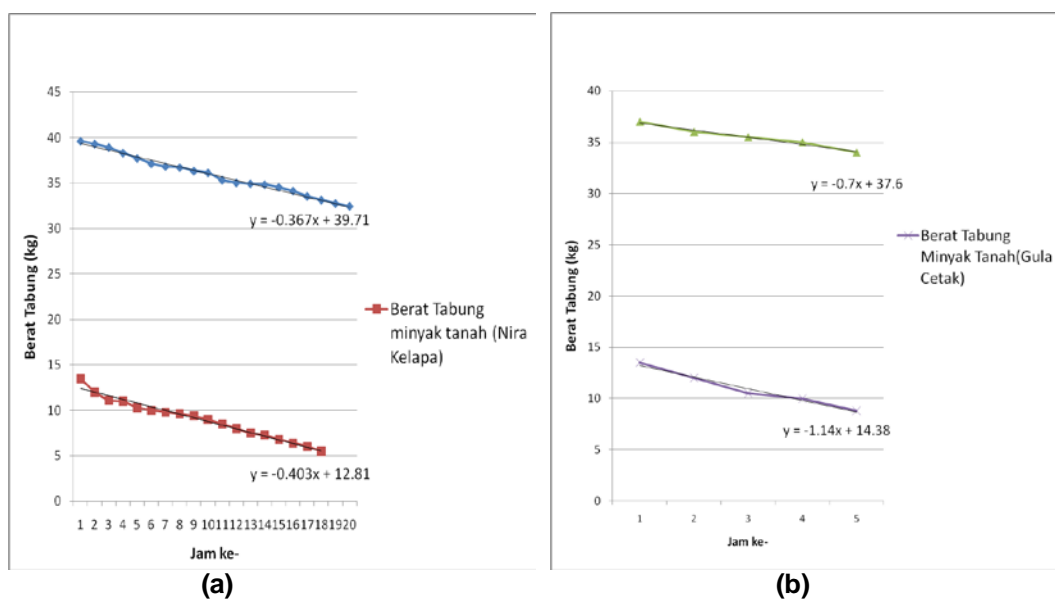 45
40
35
30
25
20
15
10
5
0
Berat Tabung (kg)
y = -0.367x + 39.71
y = -0.403x + 12.81
Berat Tabung
minyak tanah (Nira
Kelapa)
1 2 3 4 5 6 7 8 9 10 11 12 13 14 15 16 17 18 19 20
Jam ke-
(a)
40
35
30
25
20
15
10
5
0
Berat Tabung (kg)
y = -0.7x + 37.6
y = -1.14x + 14.38
Berat Tabung
Minyak Tanah(Gula
Cetak)
1 2 3 4 5
Jam ke-
(b)